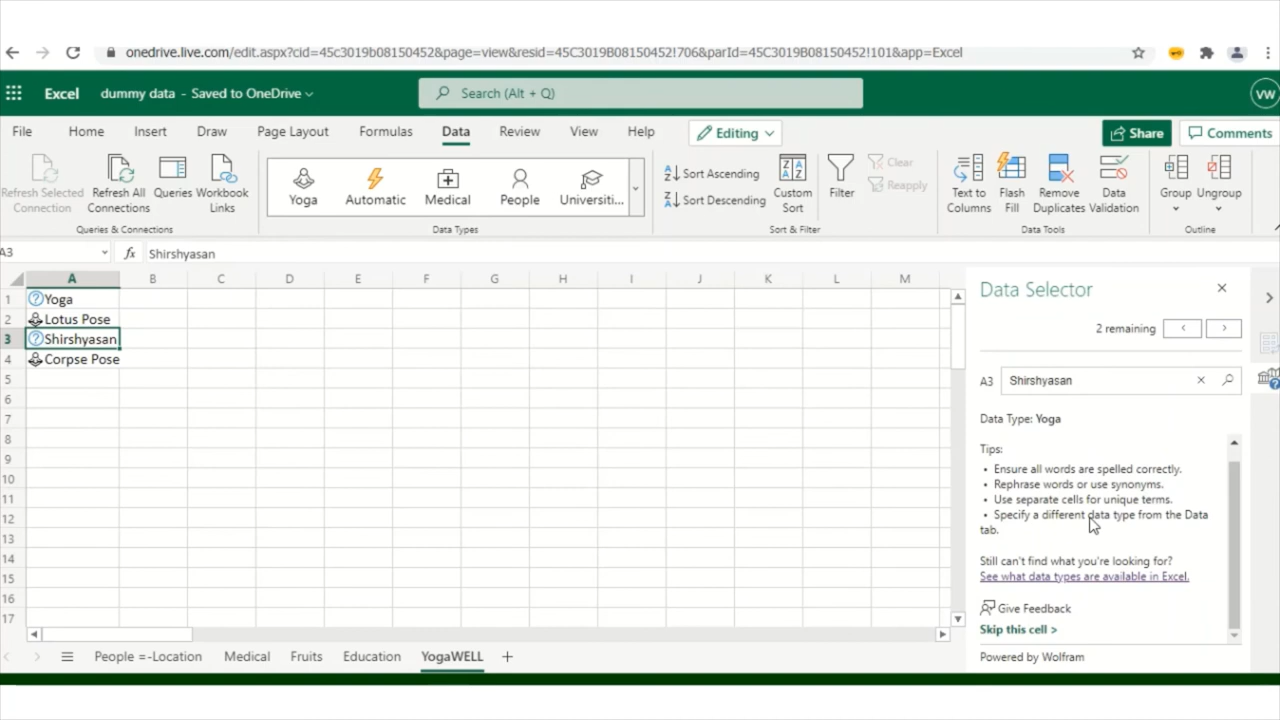 onedrive.live.com/edit.aspx?cid=45c3019b08150452&page=view&resid=45C3019B08150452!706&parId=45C3019B08150452!101&app=Excel
Excel dummy data - Saved to OneDrive Search (Alt + Q) VW
File Home Insert Draw Page Layout Formulas Data Review View Help Editing Share Comments
Refresh Selected Connection Refresh All Connections Queries Workbook Links Yoga Automatic Medical People Universiti... Sort Ascending Sort Descending Custom Sort Filter Clear Reapply Text to Columns Flash Fill Remove Duplicates Data Validation Group Ungroup
Queries & Connections Data Types Sort & Filter Data Tools Outline
A3 fx Shirshyasan
A B C D E F G H I J K L M
1 Yoga
2 Lotus Pose
3 Shirshyasan
4 Corpse Pose
5
6
7
8
9
10
11
12
13
14
15
16
17
Data Selector
2 remaining < >
A3 Shirshyasan
Data Type: Yoga
Tips:
• Ensure all words are spelled correctly.
• Rephrase words or use synonyms.
• Use separate cells for unique terms.
• Specify a different data type from the Data
tab.
Still can't find what you're looking for?
See what data types are available in Excel.
Give Feedback
Skip this cell >
Powered by Wolfram
People =-Location Medical Fruits Education YogaWELL +